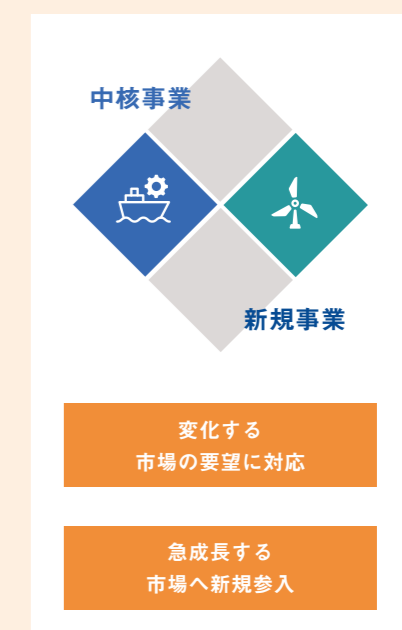 中核事業
新規事業
変化する
市場の要望に対応
急成長する
市場へ新規参入